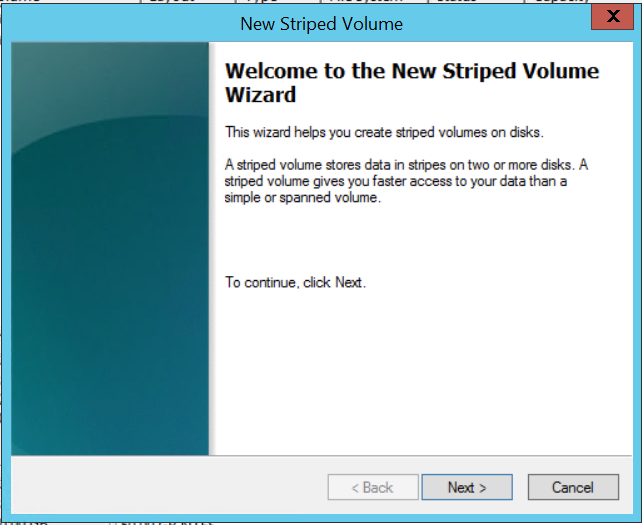 New Striped Volume
X
Welcome to the New Striped Volume
Wizard
This wizard helps you create striped volumes on disks.
A striped volume stores data in stripes on two or more disks. A
striped volume gives you faster access to your data than a
simple or spanned volume.
To continue, click Next.
< Back
Next >
Cancel